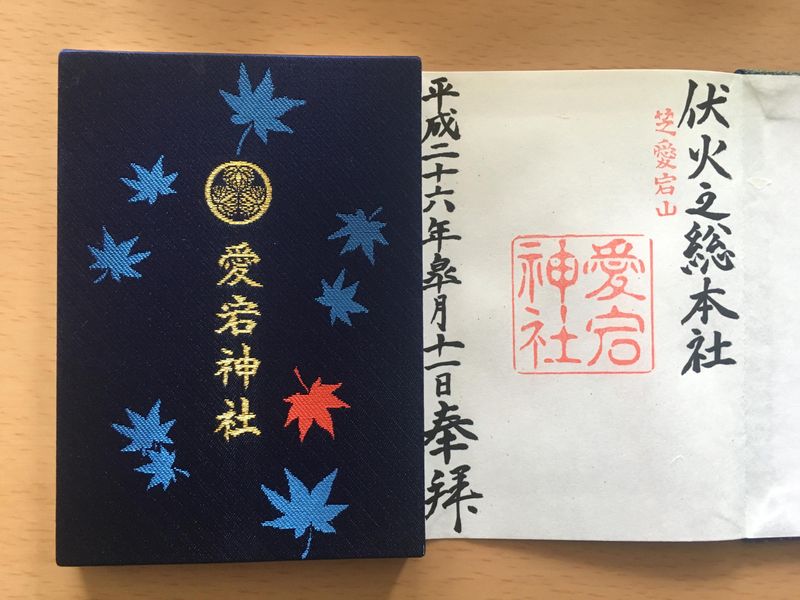 愛宕神社
伏火之総本社
芝愛宕山
愛宕
神社
平成二十六年皐月十一日奉拜